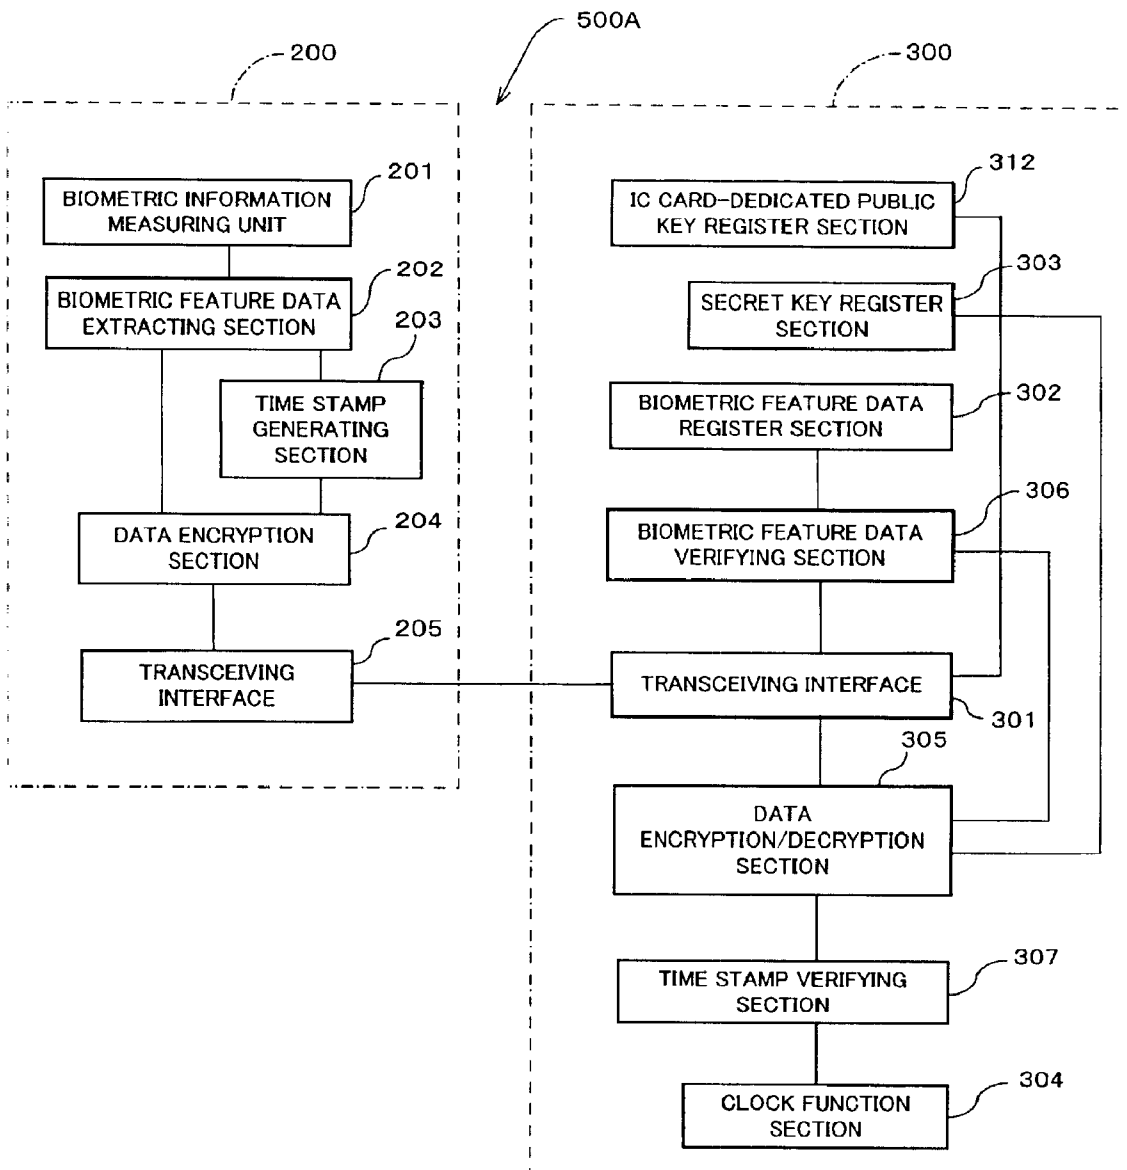 500A
200
300
201
BIOMETRIC INFORMATION
MEASURING UNIT
202
BIOMETRIC FEATURE DATA
EXTRACTING SECTION
203
TIME STAMP
GENERATING
SECTION
204
DATA ENCRYPTION
SECTION
205
TRANSCEIVING
INTERFACE
312
IC CARD-DEDICATED PUBLIC
KEY REGISTER SECTION
303
SECRET KEY REGISTER
SECTION
302
BIOMETRIC FEATURE DATA
REGISTER SECTION
306
BIOMETRIC FEATURE DATA
VERIFYING SECTION
TRANSCEIVING INTERFACE
301
305
DATA
ENCRYPTION/DECRYPTION
SECTION
307
TIME STAMP VERIFYING
SECTION
304
CLOCK FUNCTION
SECTION